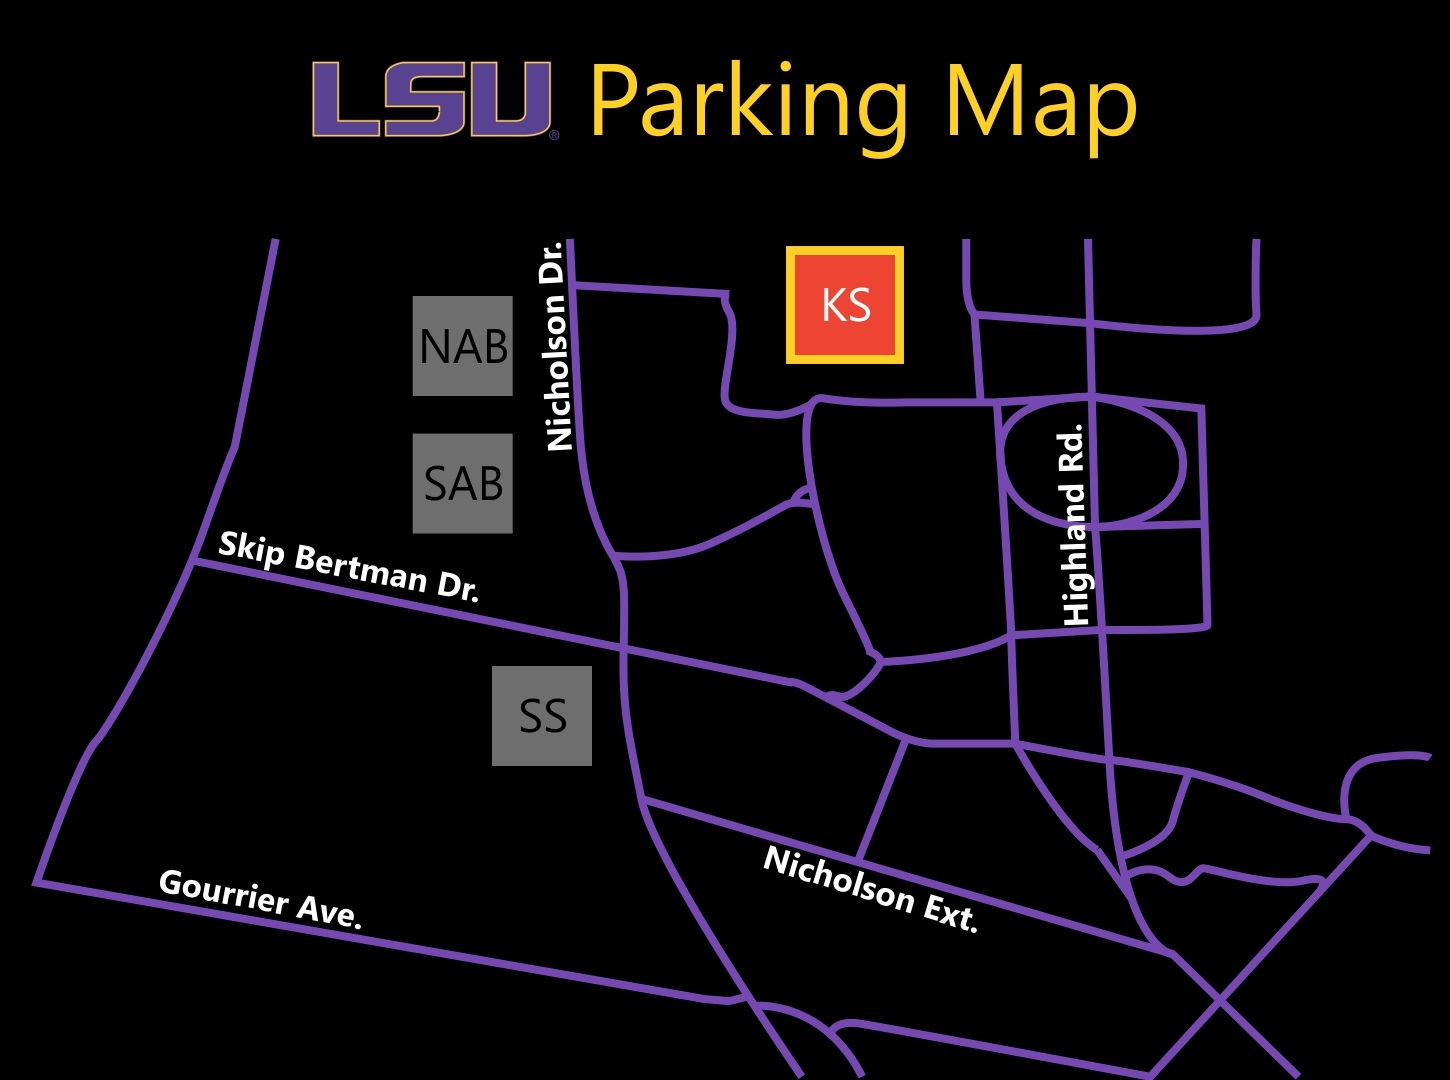 LSU® Parking Map
KS
NAB
SAB
SS
Nicholson Dr.
Highland Rd.
Skip Bertman Dr.
Nicholson Ext.
Gourrier Ave.